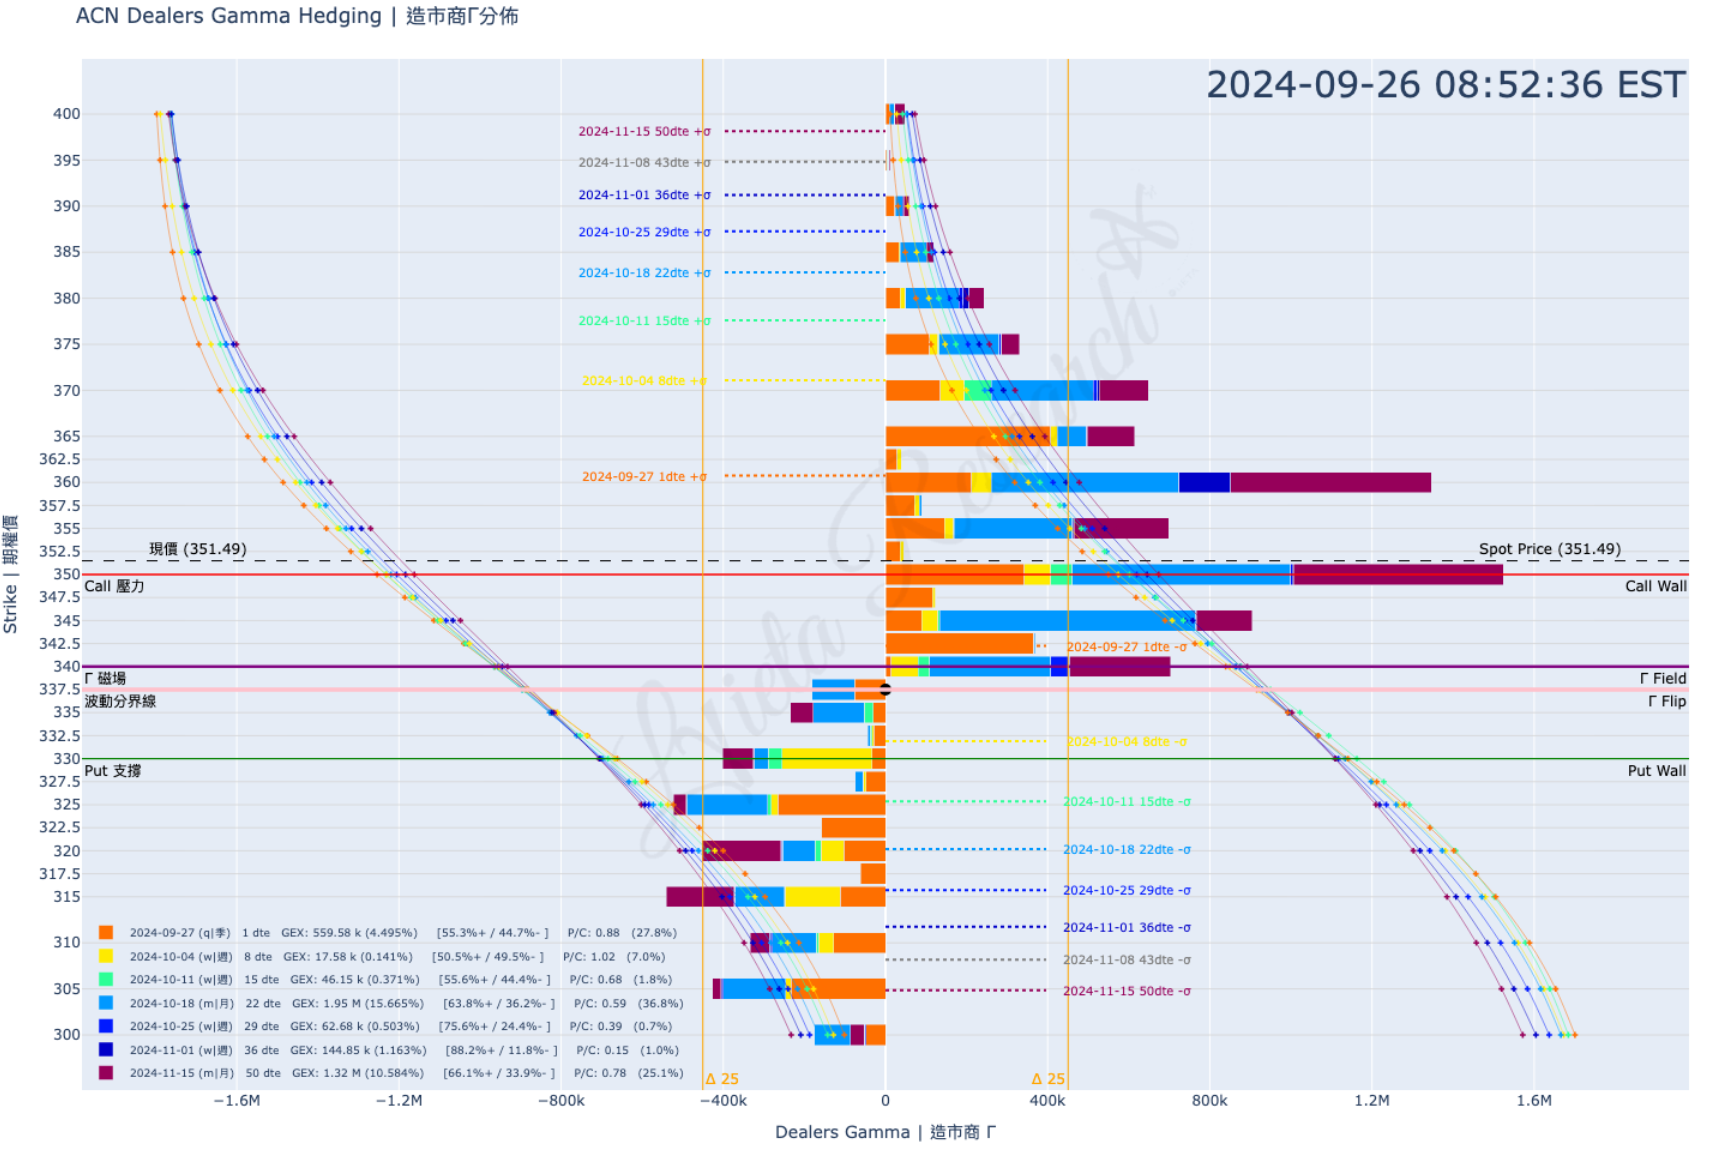 ACN Dealers Gamma Hedging | 造市商Γ分佈
2024-09-26 08:52:36 EST
400
395
390
385
380
375
370
365
362.5
360
357.5
355
352.5
350
347.5
345
342.5
340
337.5
335
332.5
330
327.5
325
322.5
320
317.5
315
310
305
300
Strike | 期權價
2024-11-15 50dte +σ
2024-11-08 43dte +σ
2024-11-01 36dte +σ
2024-10-25 29dte +σ
2024-10-18 22dte +σ
2024-10-11 15dte +σ
2024-10-04 8dte +σ
2024-09-27 1dte +σ
現價 (351.49)
Spot Price (351.49)
Call 壓力
Call Wall
2024-09-27 1dte -σ
Γ 磁場
Γ Field
波動分界線
Γ Flip
2024-10-04 8dte -σ
Put 支撐
Put Wall
2024-10-11 15dte -σ
2024-10-18 22dte -σ
2024-10-25 29dte -σ
2024-11-01 36dte -σ
2024-11-08 43dte -σ
2024-11-15 50dte -σ
2024-09-27 (q|季) 1 dte GEX: 559.58 k (4.495%) [55.3%+ / 44.7%- ] P/C: 0.88 (27.8%)
2024-10-04 (w|週) 8 dte GEX: 17.58 k (0.141%) [50.5%+ / 49.5%- ] P/C: 1.02 (7.0%)
2024-10-11 (w|週) 15 dte GEX: 46.15 k (0.371%) [55.6%+ / 44.4%- ] P/C: 0.68 (1.8%)
2024-10-18 (m|月) 22 dte GEX: 1.95 M (15.665%) [63.8%+ / 36.2%- ] P/C: 0.59 (36.8%)
2024-10-25 (w|週) 29 dte GEX: 62.68 k (0.503%) [75.6%+ / 24.4%- ] P/C: 0.39 (0.7%)
2024-11-01 (w|週) 36 dte GEX: 144.85 k (1.163%) [88.2%+ / 11.8%- ] P/C: 0.15 (1.0%)
2024-11-15 (m|月) 50 dte GEX: 1.32 M (10.584%) [66.1%+ / 33.9%- ] P/C: 0.78 (25.1%)
Δ 25
Δ 25
−1.6M
−1.2M
−800k
−400k
0
400k
800k
1.2M
1.6M
Dealers Gamma | 造市商 Γ